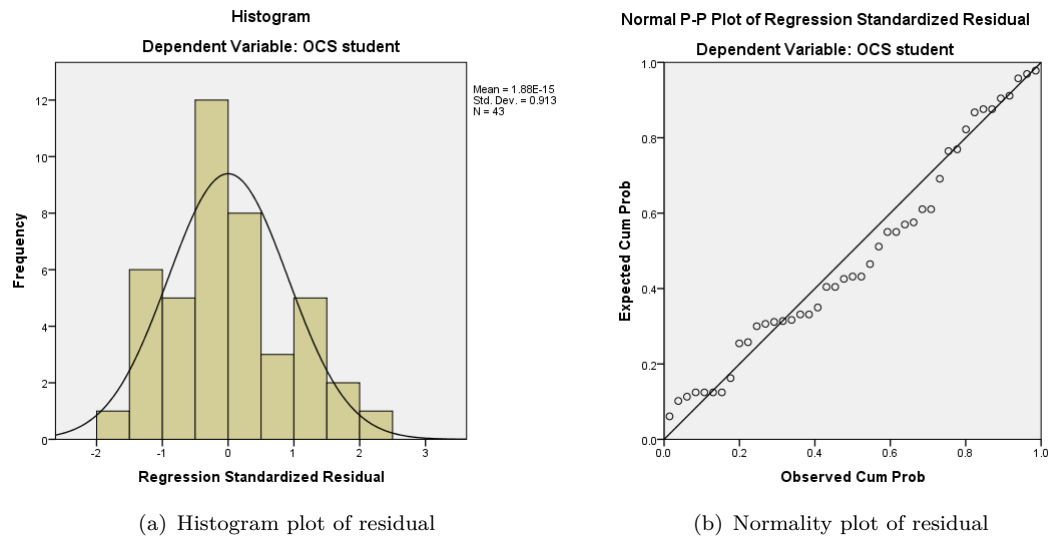 Histogram
Dependent Variable: OCS student
Mean = 1.88E-15
Std. Dev. = 0.913
N = 43
Frequency
12
10
8
6
4
2
0
-2 -1 0 1 2 3
Regression Standardized Residual
(a) Histogram plot of residual
Normal P-P Plot of Regression Standardized Residual
Dependent Variable: OCS student
Expected Cum Prob
1.0
0.8
0.6
0.4
0.2
0.0
0.0 0.2 0.4 0.6 0.8 1.0
Observed Cum Prob
(b) Normality plot of residual